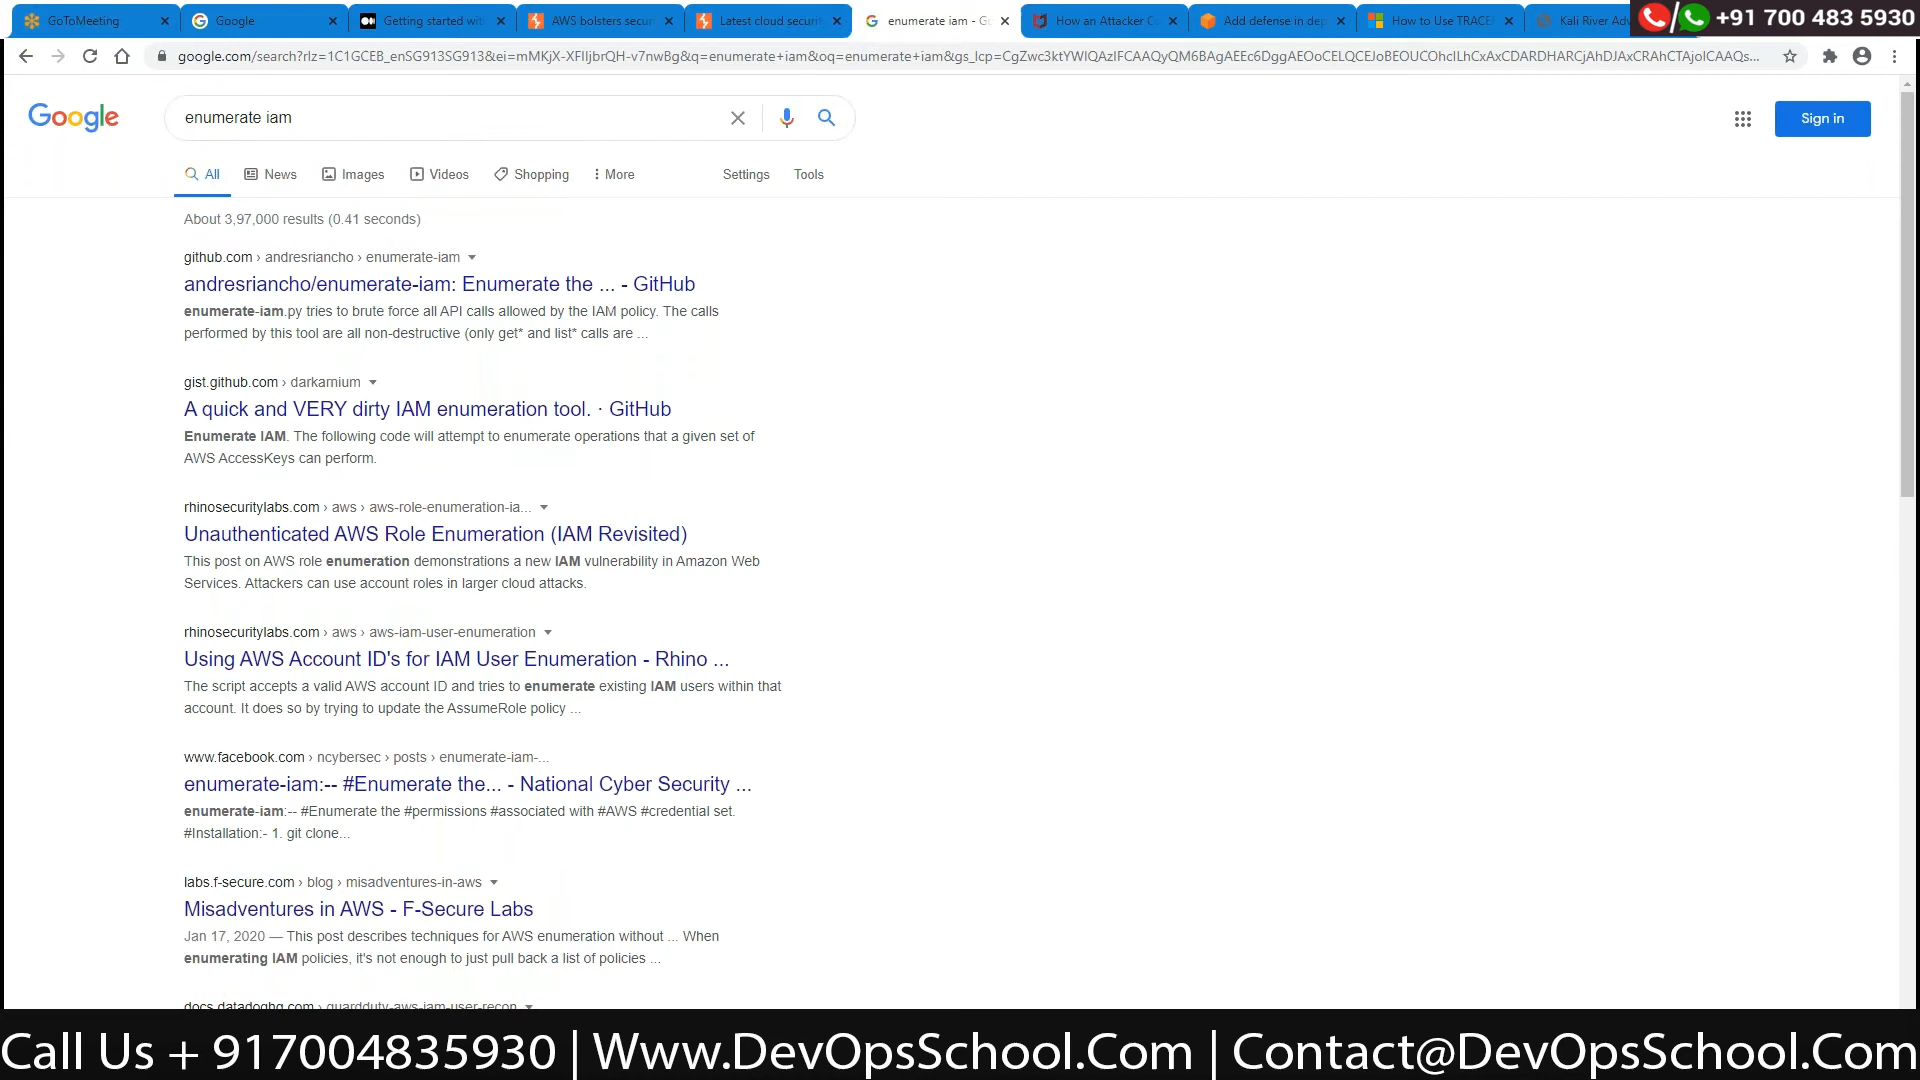 GoToMeeting
Google
Getting started with
AWS bolsters secur
Latest cloud securit
enumerate iam - G
How an Attacker C
Add defense in dep
How to Use TRACE
Kali River Adv
+91 700 483 5930
google.com/search?rlz=1C1GCEB_enSG913SG913&ei=mMKjX-XFIIjbrQH-v7nwBg&q=enumerate+iam&oq=enumerate+iam&gs_lcp=
Google
enumerate iam
Sign in
All News Images Videos Shopping More Settings Tools
About 3,97,000 results (0.41 seconds)
github.com › andresriancho › enumerate-iam
andresriancho/enumerate-iam: Enumerate the ... - GitHub
enumerate-iam.py tries to brute force all API calls allowed by the IAM policy. The calls
performed by this tool are all non-destructive (only get* and list* calls are ...
gist.github.com › darkarnium
A quick and VERY dirty IAM enumeration tool. · GitHub
Enumerate IAM. The following code will attempt to enumerate operations that a given set of
AWS AccessKeys can perform.
rhinosecuritylabs.com › aws › aws-role-enumeration-ia...
Unauthenticated AWS Role Enumeration (IAM Revisited)
This post on AWS role enumeration demonstrations a new IAM vulnerability in Amazon Web
Services. Attackers can use account roles in larger cloud attacks.
rhinosecuritylabs.com › aws › aws-iam-user-enumeration
Using AWS Account ID's for IAM User Enumeration - Rhino ...
The script accepts a valid AWS account ID and tries to enumerate existing IAM users within that
account. It does so by trying to update the AssumeRole policy ...
www.facebook.com › ncybersec › posts › enumerate-iam-...
enumerate-iam:-- #Enumerate the... - National Cyber Security ...
enumerate-iam:-- #Enumerate the #permissions #associated with #AWS #credential set.
#Installation:- 1. git clone...
labs.f-secure.com › blog › misadventures-in-aws
Misadventures in AWS - F-Secure Labs
Jan 17, 2020 — This post describes techniques for AWS enumeration without ... When
enumerating IAM policies, it's not enough to just pull back a list of policies ...
docs.datadoghq.com › guardduty-aws-iam-user-recon
Call Us + 917004835930 | Www.DevOpsSchool.Com | Contact@DevOpsSchool.Com